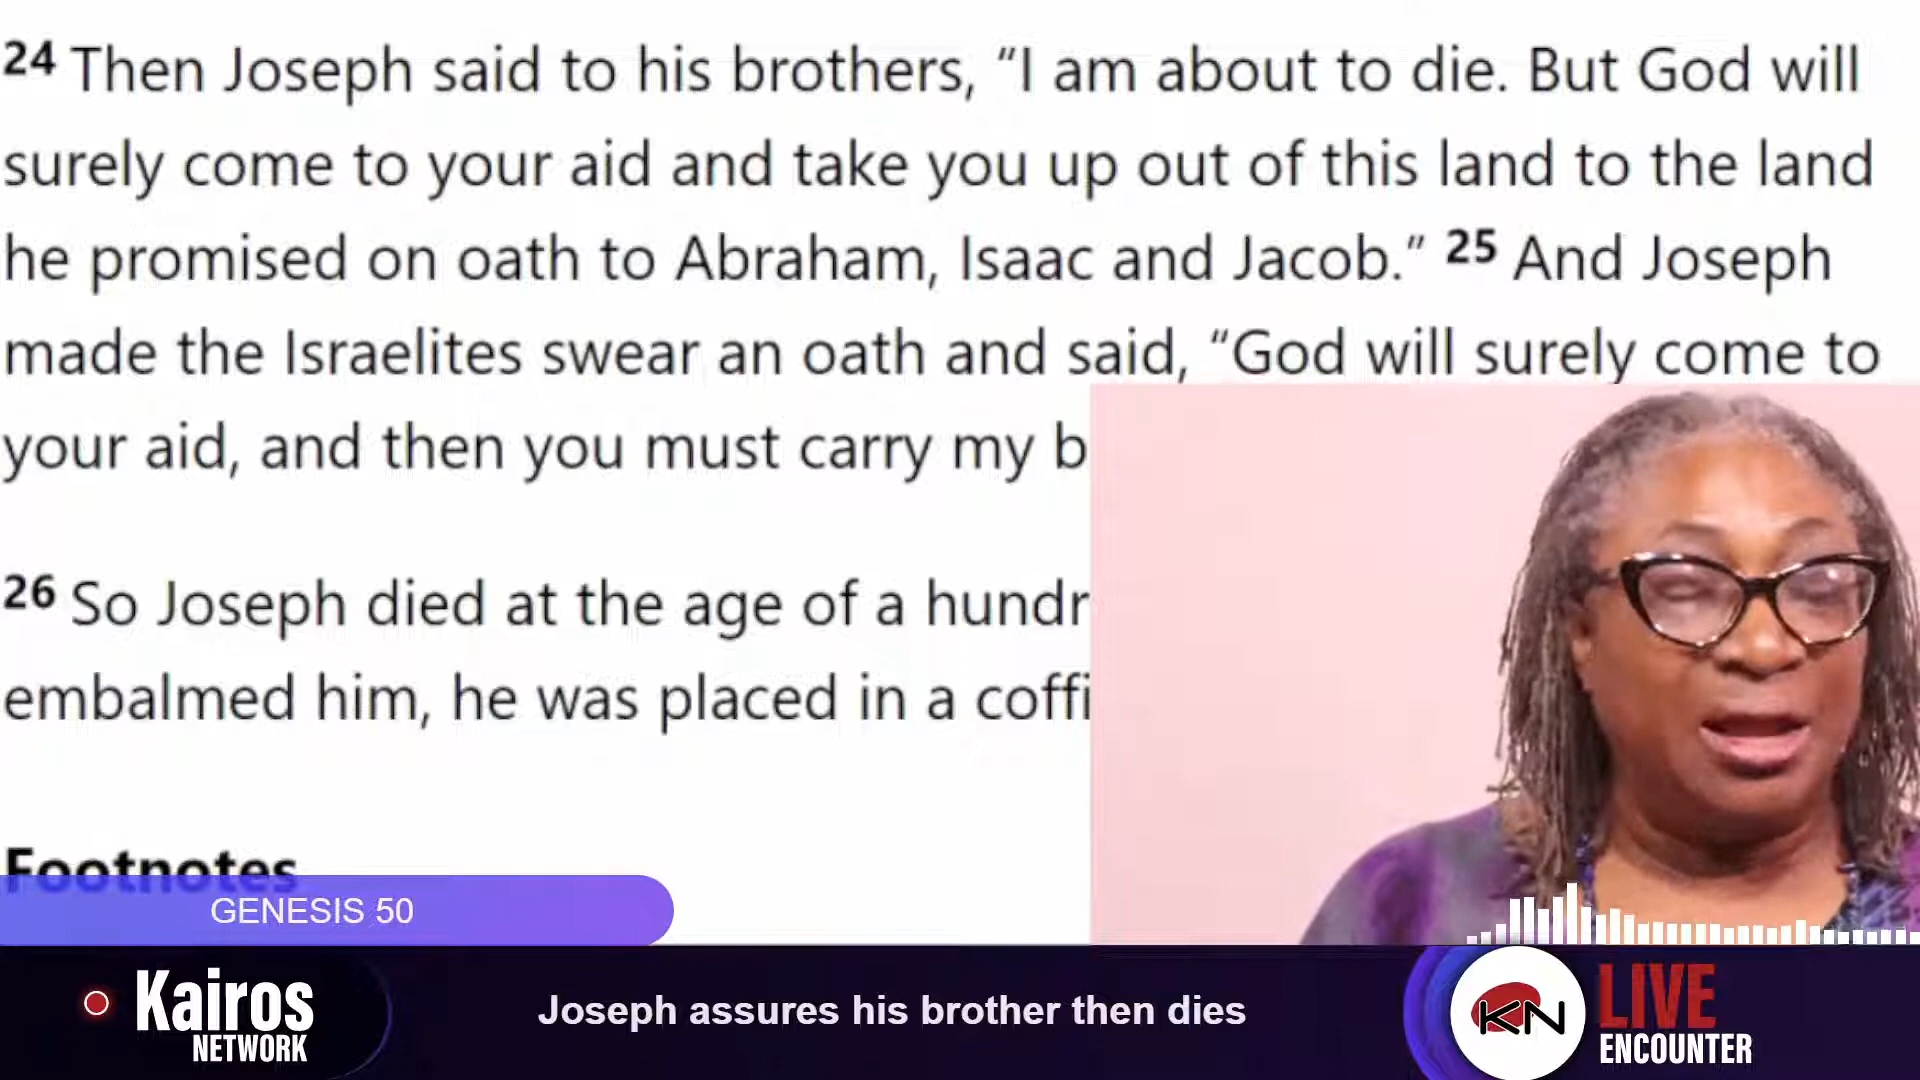 24 Then Joseph said to his brothers, “I am about to die. But God will
surely come to your aid and take you up out of this land to the land
he promised on oath to Abraham, Isaac and Jacob.” 25 And Joseph
made the Israelites swear an oath and said, “God will surely come to
your aid, and then you must carry my b
26 So Joseph died at the age of a hundr
embalmed him, he was placed in a coffi
Footnotes
GENESIS 50
Kairos
NETWORK
Joseph assures his brother then dies
KN
LIVE
ENCOUNTER